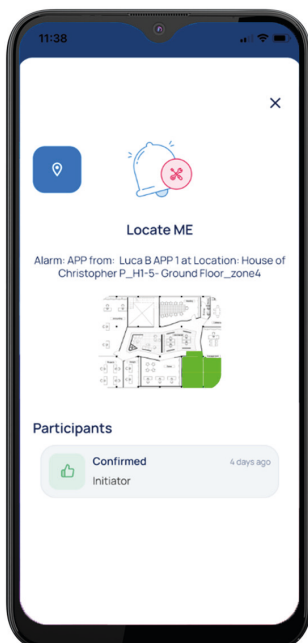 11:38
Locate ME
Alarm: APP from: Luca B APP 1 at Location: House of
Christopher P_H1-5- Ground Floor_zone4
Participants
Confirmed
4 days ago
Initiator